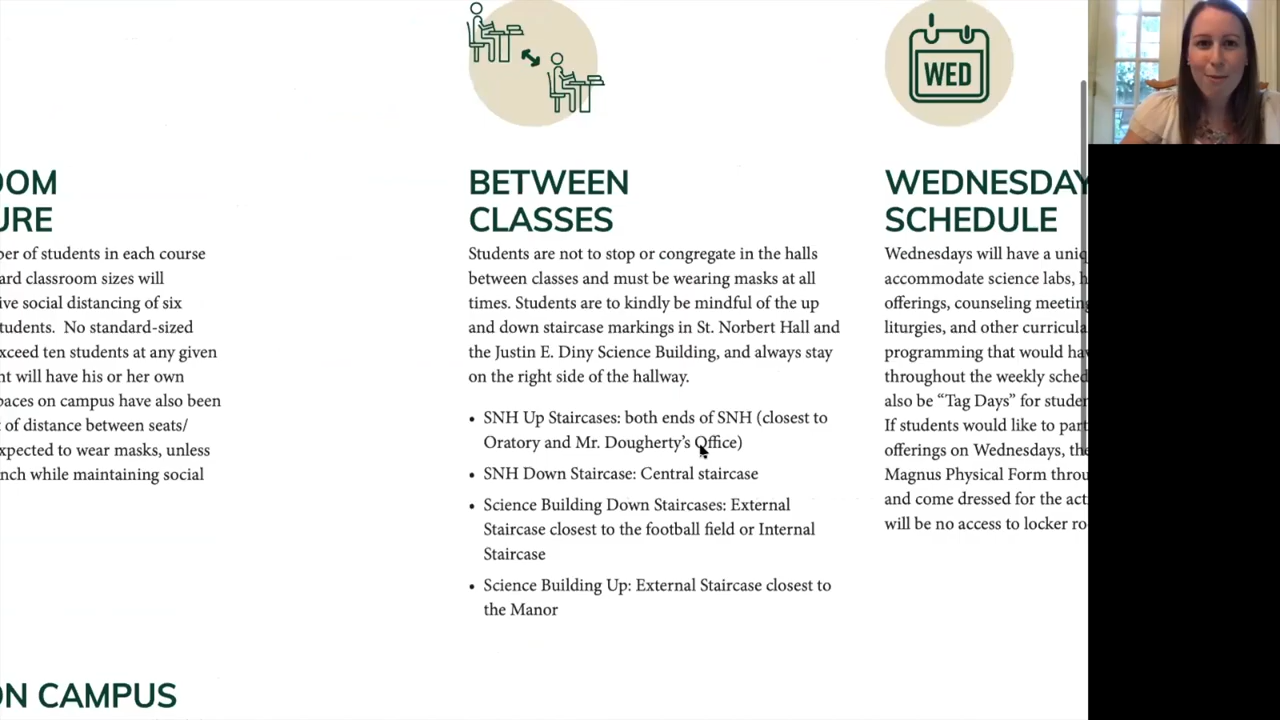 WED
OOM
URE
ber of students in each course
ard classroom sizes will
ive social distancing of six
tudents.  No standard-sized
xceed ten students at any given
nt will have his or her own
paces on campus have also been
t of distance between seats/
xpected to wear masks, unless
nch while maintaining social
BETWEEN
CLASSES
Students are not to stop or congregate in the halls
between classes and must be wearing masks at all
times. Students are to kindly be mindful of the up
and down staircase markings in St. Norbert Hall and
the Justin E. Diny Science Building, and always stay
on the right side of the hallway.
• SNH Up Staircases: both ends of SNH (closest to
Oratory and Mr. Dougherty's Office)
• SNH Down Staircase: Central staircase
• Science Building Down Staircases: External
Staircase closest to the football field or Internal
Staircase
• Science Building Up: External Staircase closest to
the Manor
WEDNESDAY
SCHEDULE
Wednesdays will have a uniq
accommodate science labs, h
offerings, counseling meeting
liturgies, and other curricula
programming that would hav
throughout the weekly sched
also be “Tag Days” for studen
If students would like to part
offerings on Wednesdays, the
Magnus Physical Form throu
and come dressed for the act
will be no access to locker ro
ON CAMPUS